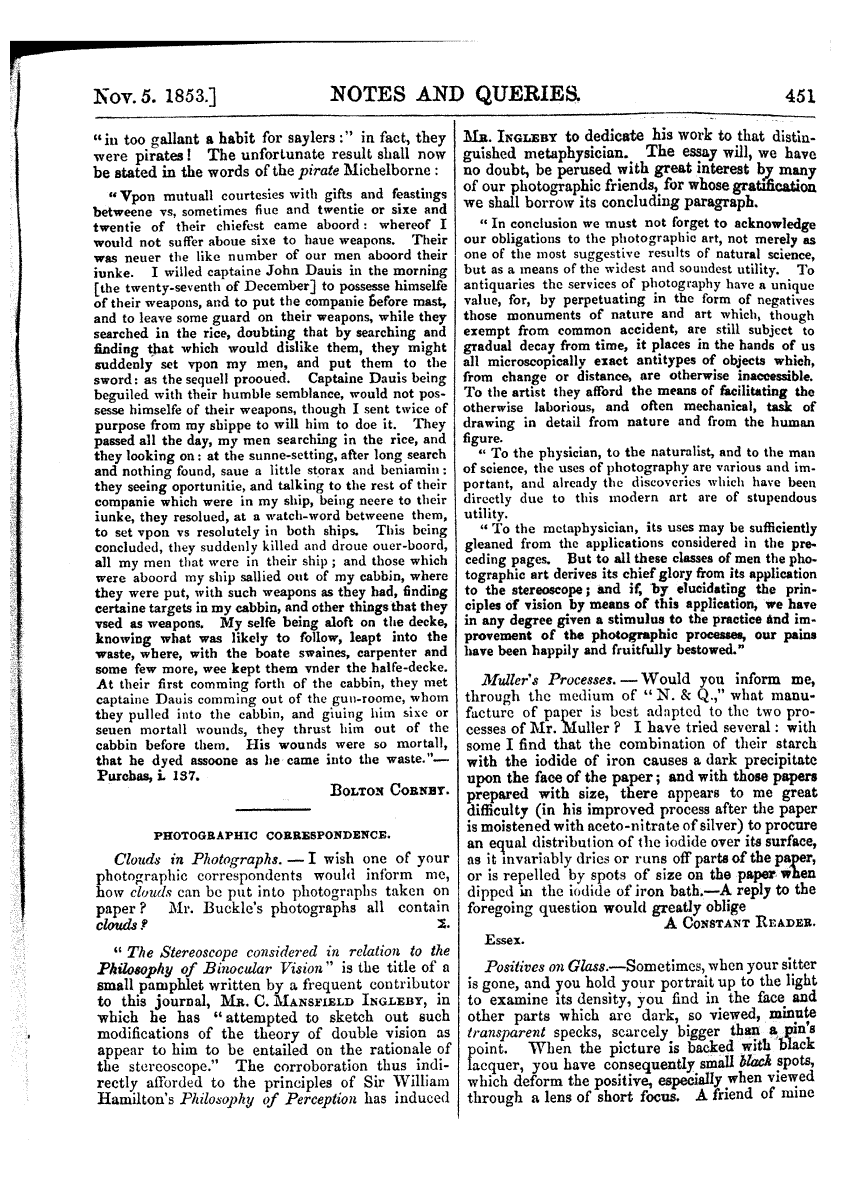 Nov. 5. 1853.] NOTES AND QUERIES. 451
"in too gallant a habit for saylers:" in fact, they
were pirates! The unfortunate result shall now
be stated in the words of the pirate Michelborne:
"Vpon mutuall courtesies with gifts and feastings
betweene vs, sometimes fiue and twentie or sixe and
twentie of their chiefest came aboord: whereof I
would not suffer aboue sixe to haue weapons. Their
was neuer the like number of our men aboord their
iunke. I willed captaine John Dauis in the morning
[the twenty-seventh of December] to possesse himselfe
of their weapons, and to put the companie before mast,
and to leave some guard on their weapons, while they
searched in the rice, doubting that by searching and
finding that which would dislike them, they might
suddenly set vpon my men, and put them to the
sword: as the sequell prooued. Captaine Dauis being
beguiled with their humble semblance, would not pos-
sesse himselfe of their weapons, though I sent twice of
purpose from my shippe to will him to doe it. They
passed all the day, my men searching in the rice, and
they looking on: at the sunne-setting, after long search
and nothing found, saue a little storax and beniamin:
they seeing oportunitie, and talking to the rest of their
companie which were in my ship, being neere to their
iunke, they resolued, at a watch-word betweene them,
to set vpon vs resolutely in both ships. This being
concluded, they suddenly killed and droue ouer-boord,
all my men that were in their ship; and those which
were aboord my ship sallied out of my cabbin, where
they were put, with such weapons as they had, finding
certaine targets in my cabbin, and other things that they
vsed as weapons. My selfe being aloft on the decke,
knowing what was likely to follow, leapt into the
waste, where, with the boate swaines, carpenter and
some few more, wee kept them vnder the halfe-decke.
At their first comming forth of the cabbin, they met
captaine Dauis comming out of the gun-roome, whom
they pulled into the cabbin, and giuing him sixe or
seuen mortall wounds, they thrust him out of the
cabbin before them. His wounds were so mortall,
that he dyed assoone as he came into the waste."—
Purchas, i. 137.
BOLTON CORNEY.
PHOTOGRAPHIC CORRESPONDENCE.
Clouds in Photographs.—I wish one of your
photographic correspondents would inform me,
how clouds can be put into photographs taken on
paper? Mr. Buckle's photographs all contain
clouds? Σ.
"The Stereoscope considered in relation to the
Philosophy of Binocular Vision" is the title of a
small pamphlet written by a frequent contributor
to this journal, MR. C. MANSFIELD INGLEBY, in
which he has "attempted to sketch out such
modifications of the theory of double vision as
appear to him to be entailed on the rationale of
the stereoscope." The corroboration thus indi-
rectly afforded to the principles of Sir William
Hamilton's Philosophy of Perception has induced
MR. INGLEBY to dedicate his work to that distin-
guished metaphysician. The essay will, we have
no doubt, be perused with great interest by many
of our photographic friends, for whose gratification
we shall borrow its concluding paragraph.
"In conclusion we must not forget to acknowledge
our obligations to the photographic art, not merely as
one of the most suggestive results of natural science,
but as a means of the widest and soundest utility. To
antiquaries the services of photography have a unique
value, for, by perpetuating in the form of negatives
those monuments of nature and art which, though
exempt from common accident, are still subject to
gradual decay from time, it places in the hands of us
all microscopically exact antitypes of objects which,
from change or distance, are otherwise inaccessible.
To the artist they afford the means of facilitating the
otherwise laborious, and often mechanical, task of
drawing in detail from nature and from the human
figure.
"To the physician, to the naturalist, and to the man
of science, the uses of photography are various and im-
portant, and already the discoveries which have been
directly due to this modern art are of stupendous
utility.
"To the metaphysician, its uses may be sufficiently
gleaned from the applications considered in the pre-
ceding pages. But to all these classes of men the pho-
tographic art derives its chief glory from its application
to the stereoscope; and if, by elucidating the prin-
ciples of vision by means of this application, we have
in any degree given a stimulus to the practice and im-
provement of the photographic processes, our pains
have been happily and fruitfully bestowed."
Muller's Processes.—Would you inform me,
through the medium of "N. & Q.," what manu-
facture of paper is best adapted to the two pro-
cesses of Mr. Muller? I have tried several: with
some I find that the combination of their starch
with the iodide of iron causes a dark precipitate
upon the face of the paper; and with those papers
prepared with size, there appears to me great
difficulty (in his improved process after the paper
is moistened with aceto-nitrate of silver) to procure
an equal distribution of the iodide over its surface,
as it invariably dries or runs off parts of the paper,
or is repelled by spots of size on the paper when
dipped in the iodide of iron bath.—A reply to the
foregoing question would greatly oblige
A CONSTANT READER.
Essex.
Positives on Glass.—Sometimes, when your sitter
is gone, and you hold your portrait up to the light
to examine its density, you find in the face and
other parts which are dark, so viewed, minute
transparent specks, scarcely bigger than a pin's
point. When the picture is backed with black
lacquer, you have consequently small black spots,
which deform the positive, especially when viewed
through a lens of short focus. A friend of mine